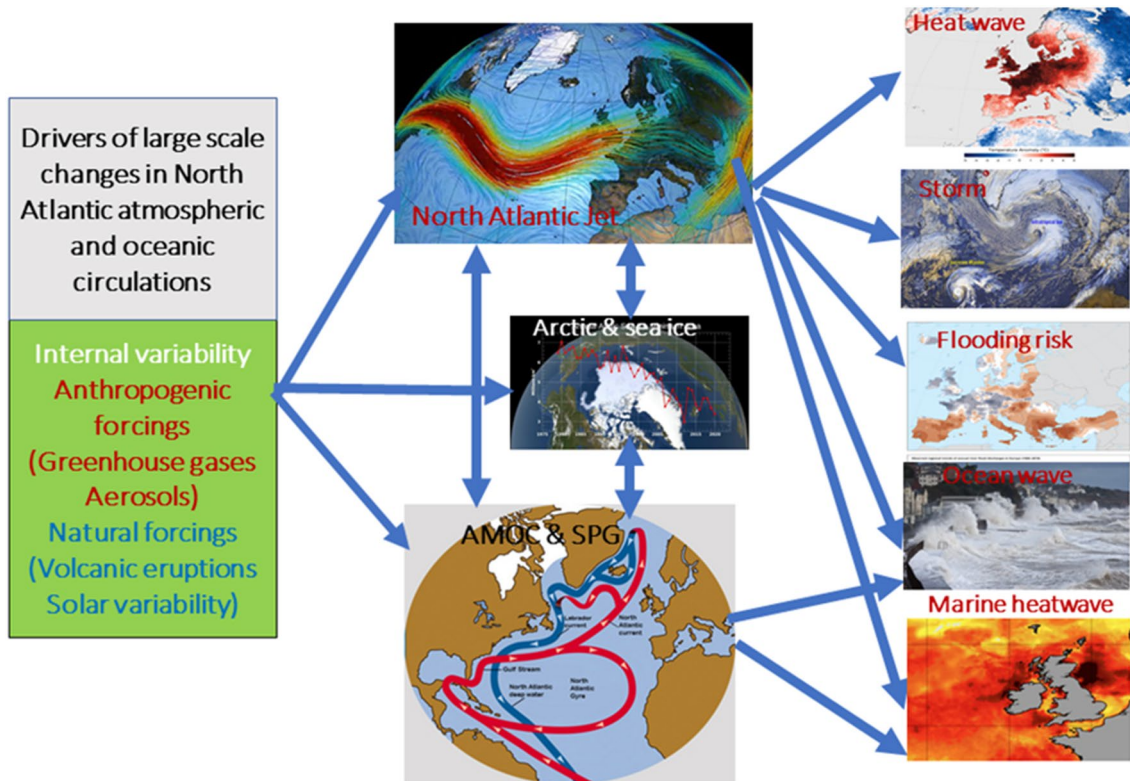 Drivers of large scale
changes in North
Atlantic atmospheric
and oceanic
circulations
Internal variability
Anthropogenic
forcings
(Greenhouse gases
Aerosols)
Natural forcings
(Volcanic eruptions
Solar variability)
North Atlantic Jet
Arctic & sea ice
AMOC & SPG
Labrador
current
North
Atlantic
current
Gulf Stream
North Atlantic
deep water
North
Atlantic
Gyre
Heat wave
Temperature Anomaly (°C)
Storm
Flooding risk
Ocean wave
Marine heatwave